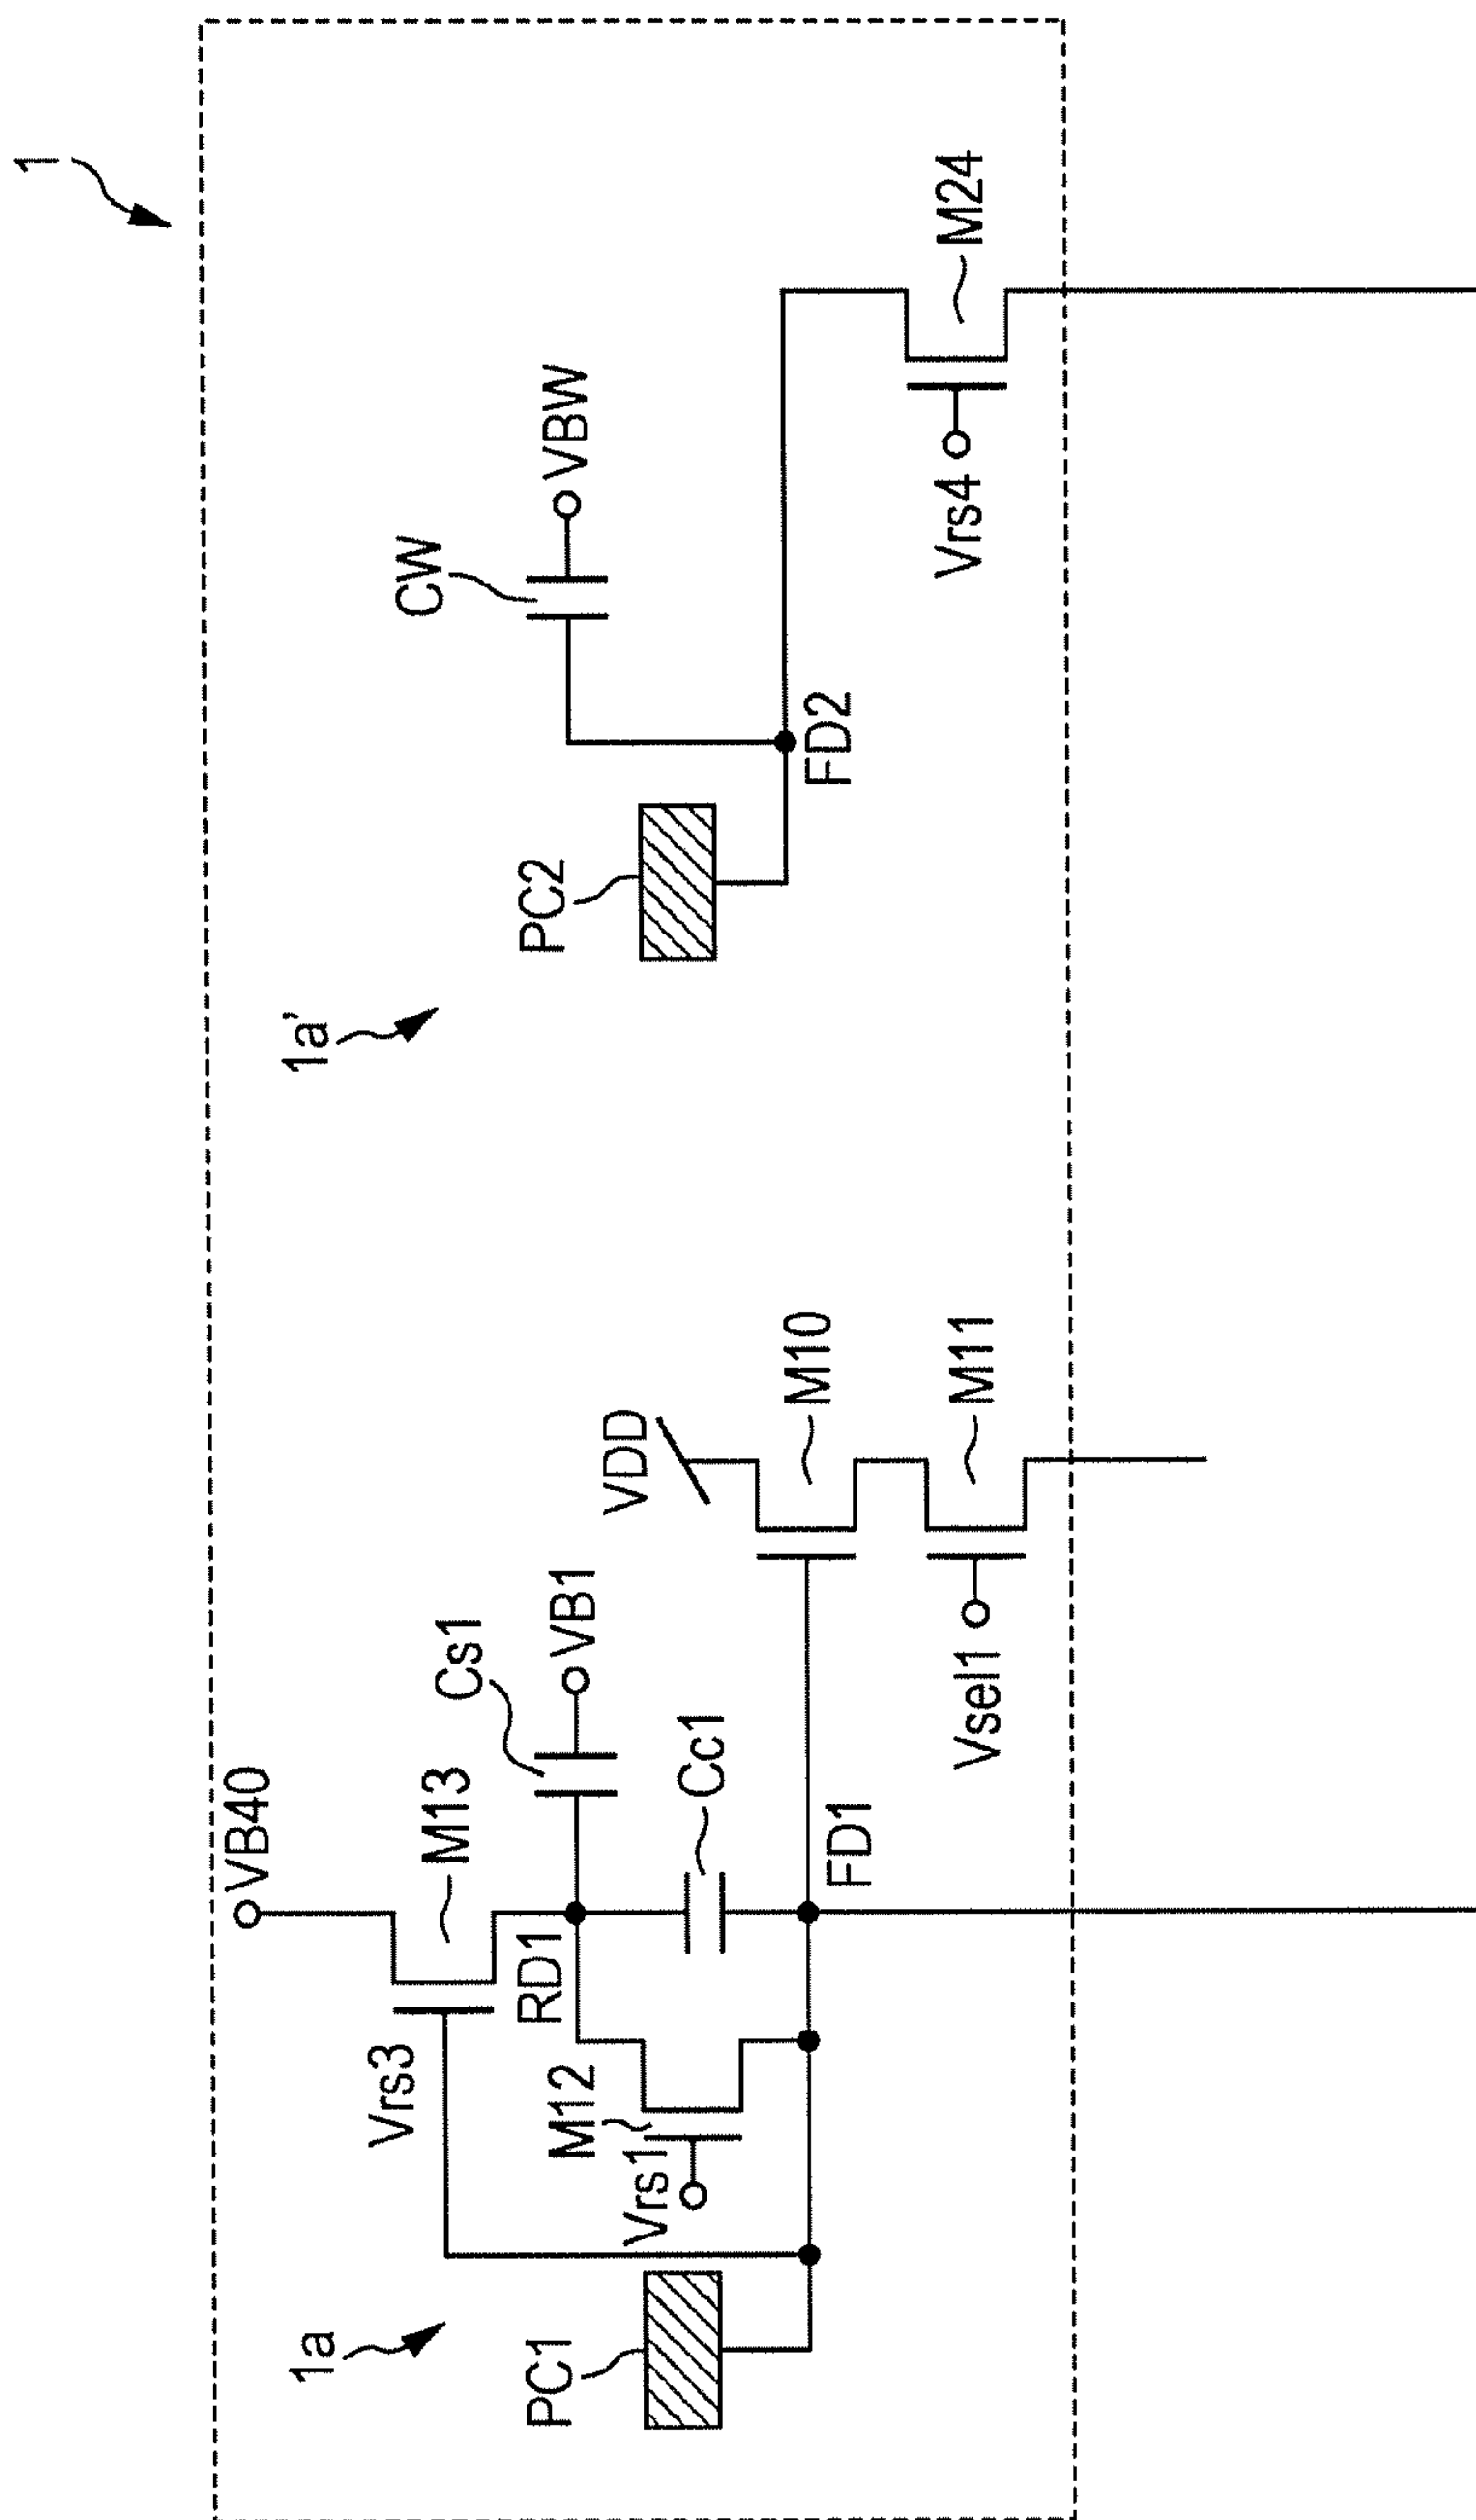 1
1a
1a'
VB40
M13
Vrs3
Cs1
VB1
RD1
Cc1
M12
Vrs1
PC1
FD1
VDD
M10
M11
Vsel1
CW
VBW
PC2
FD2
M24
Vrs4